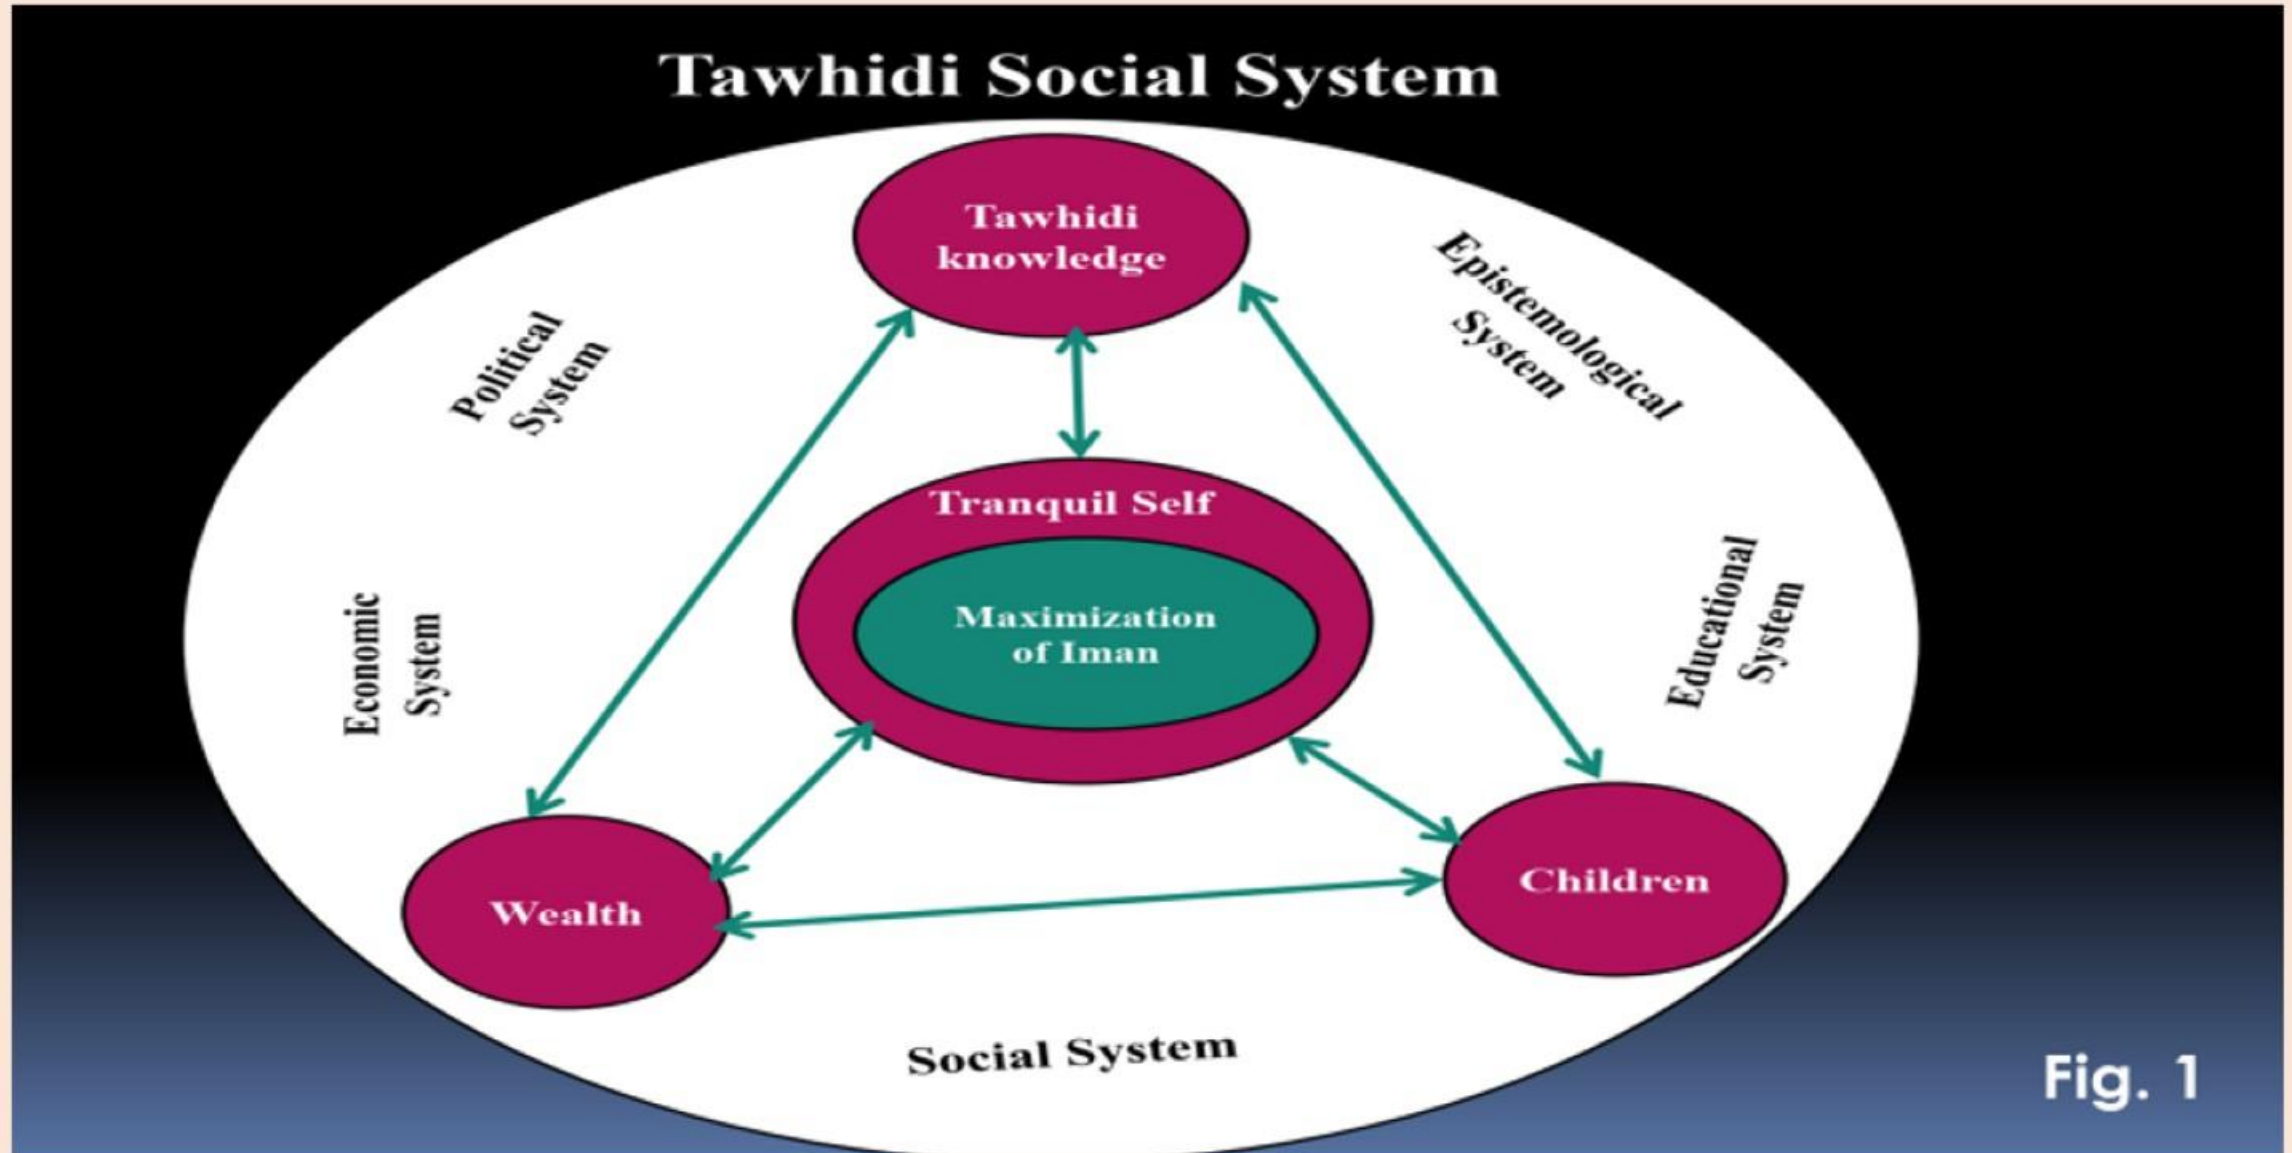 Tawhidi Social System
Tawhidi
knowledge
Epistemological
System
Political
System
Tranquil Self
Maximization
of Iman
Educational
System
Economic
System
Wealth
Children
Social System
Fig. 1